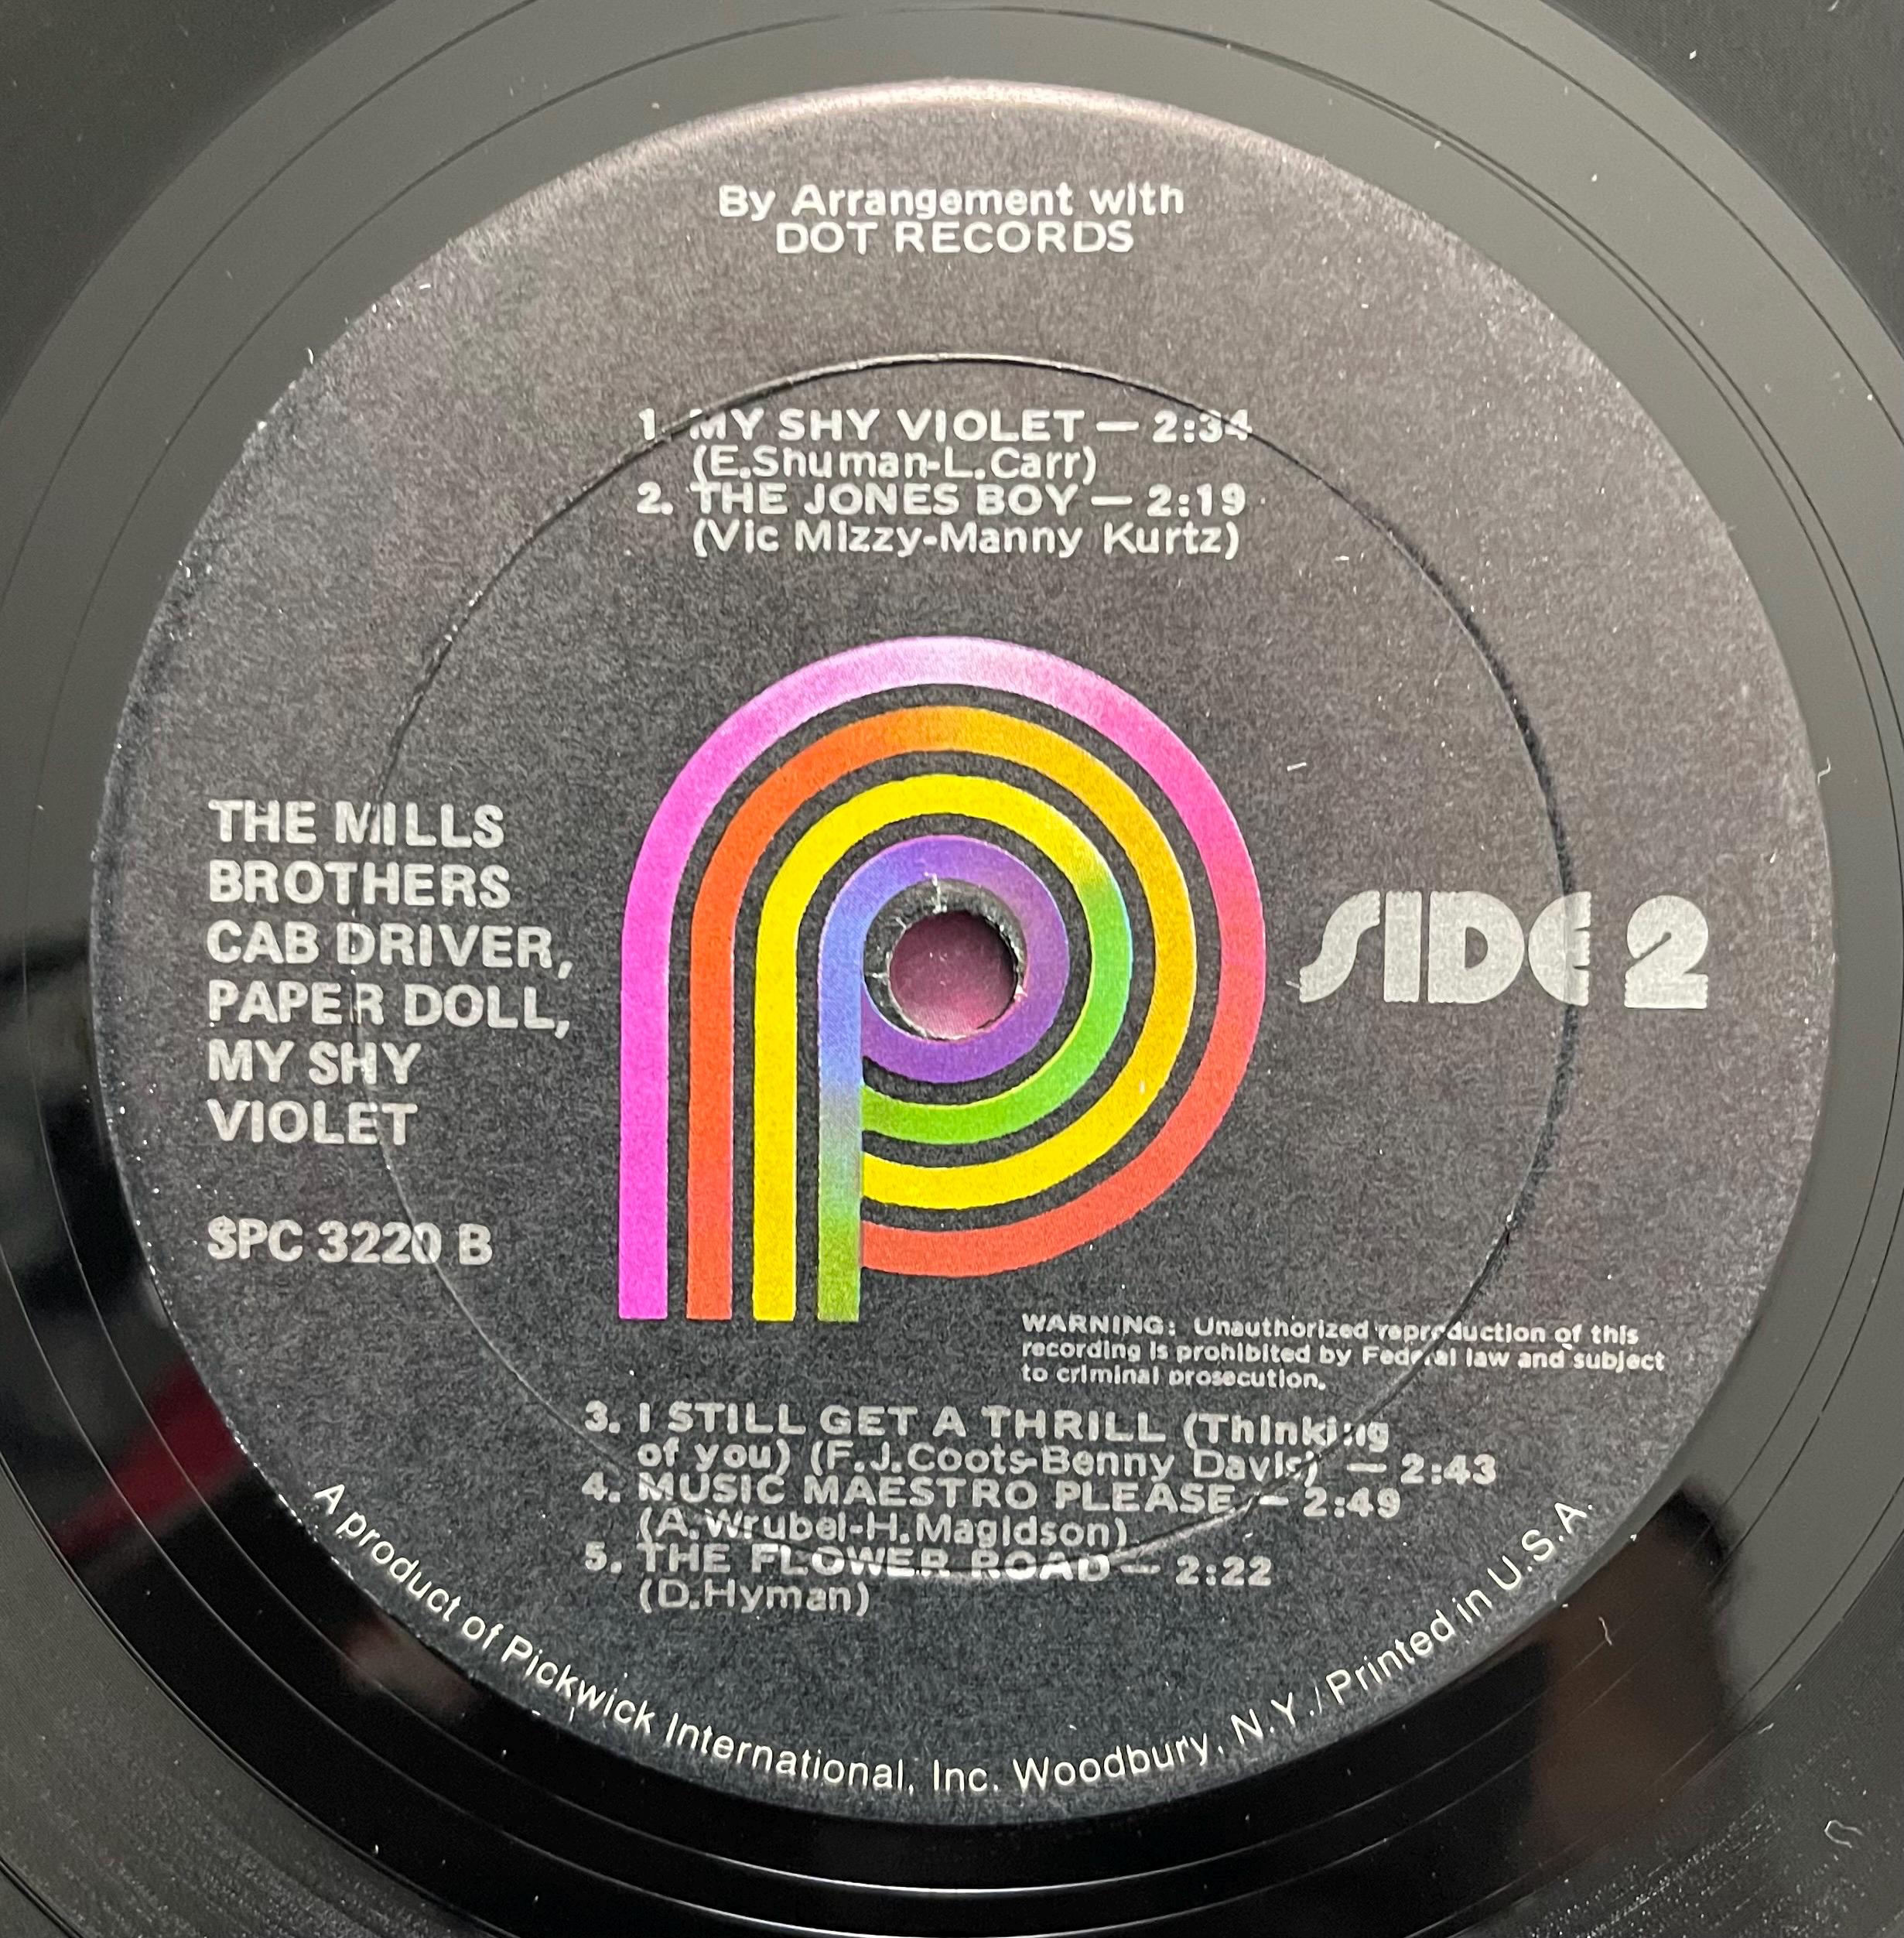 By Arrangement with
DOT RECORDS
1. MY SHY VIOLET — 2:34
(E.Shuman-L.Carr)
2. THE JONES BOY — 2:19
(Vic Mizzy-Manny Kurtz)
THE MILLS
BROTHERS
CAB DRIVER,
PAPER DOLL,
MY SHY
VIOLET
SPC 3220 B
SIDE 2
WARNING: Unauthorized reproduction of this
recording is prohibited by Federal law and subject
to criminal prosecution.
3. I STILL GET A THRILL (Thinking
of you) (F.J.Coots-Benny Davis) — 2:43
4. MUSIC MAESTRO PLEASE — 2:49
(A.Wrubel-H.Magidson)
5. THE FLOWER ROAD — 2:22
(D.Hyman)
A product of Pickwick International, Inc. Woodbury, N.Y./Printed in U.S.A.